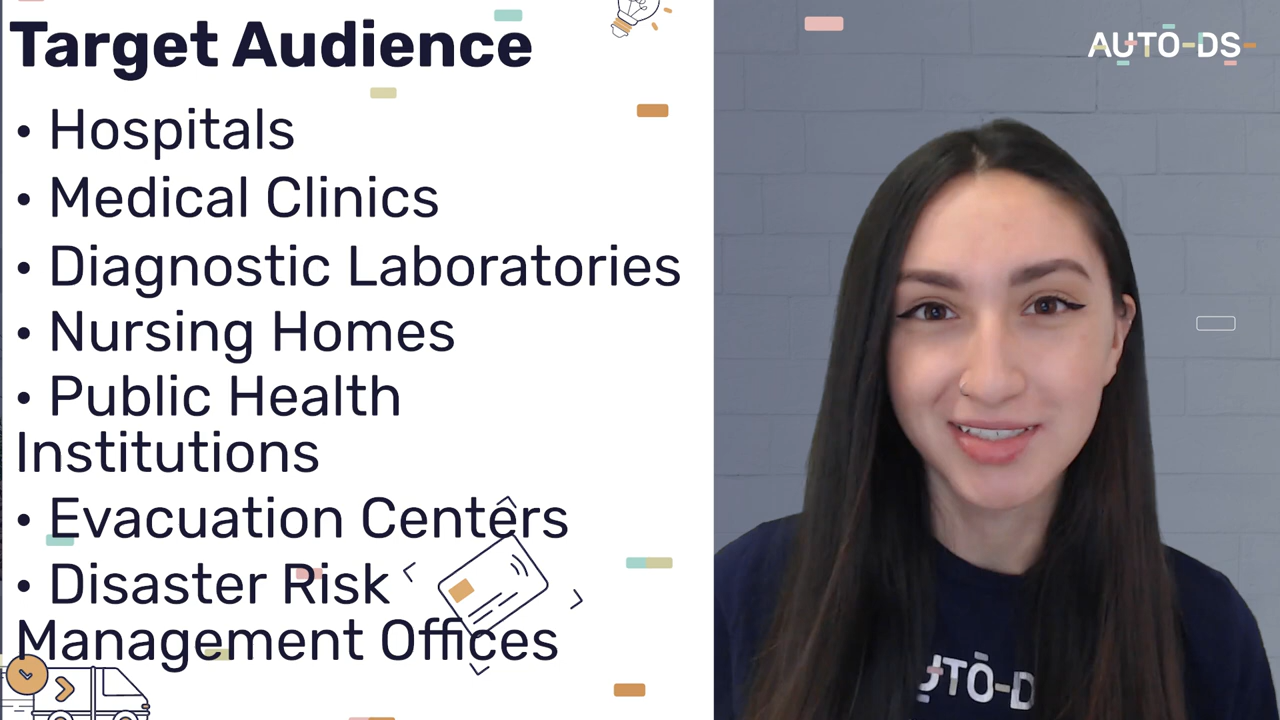 Target Audience
• Hospitals
• Medical Clinics
• Diagnostic Laboratories
• Nursing Homes
• Public Health
Institutions
• Evacuation Centers
• Disaster Risk
Management Offices
AUTO-DS
UTO-D